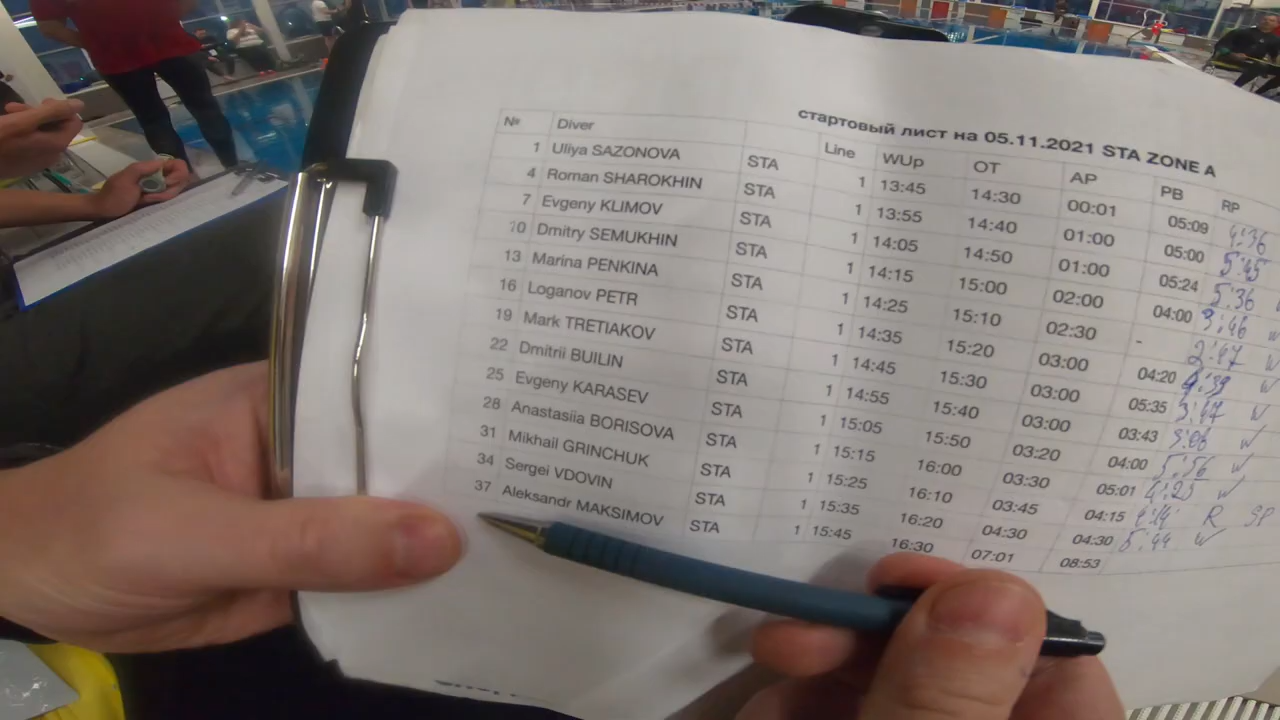 стартовый лист на 05.11.2021 STA ZONE A
№ Diver Line WUp OT AP PB RP
1 Uliya SAZONOVA STA 1 13:45 14:30 00:01 05:09 4:36
4 Roman SHAROKHIN STA 1 13:55 14:40 01:00 05:00 5:45
7 Evgeny KLIMOV STA 1 14:05 14:50 01:00 05:24 5:36
10 Dmitry SEMUKHIN STA 1 14:15 15:00 02:00 04:00 3:46
13 Marina PENKINA STA 1 14:25 15:10 02:30 - 2:47
16 Loganov PETR STA 1 14:35 15:20 03:00 04:20 4:39
19 Mark TRETIAKOV STA 1 14:45 15:30 03:00 05:35 3:47
22 Dmitrii BUILIN STA 1 14:55 15:40 03:00 03:43 3:08
25 Evgeny KARASEV STA 1 15:05 15:50 03:20 04:00 5:56
28 Anastasiia BORISOVA STA 1 15:15 16:00 03:30 05:01 4:23
31 Mikhail GRINCHUK STA 1 15:25 16:10 03:45 04:15 4:14 R SP
34 Sergei VDOVIN STA 1 15:35 16:20 04:30 04:30 5:44
37 Aleksandr MAKSIMOV STA 1 15:45 16:30 07:01 08:53